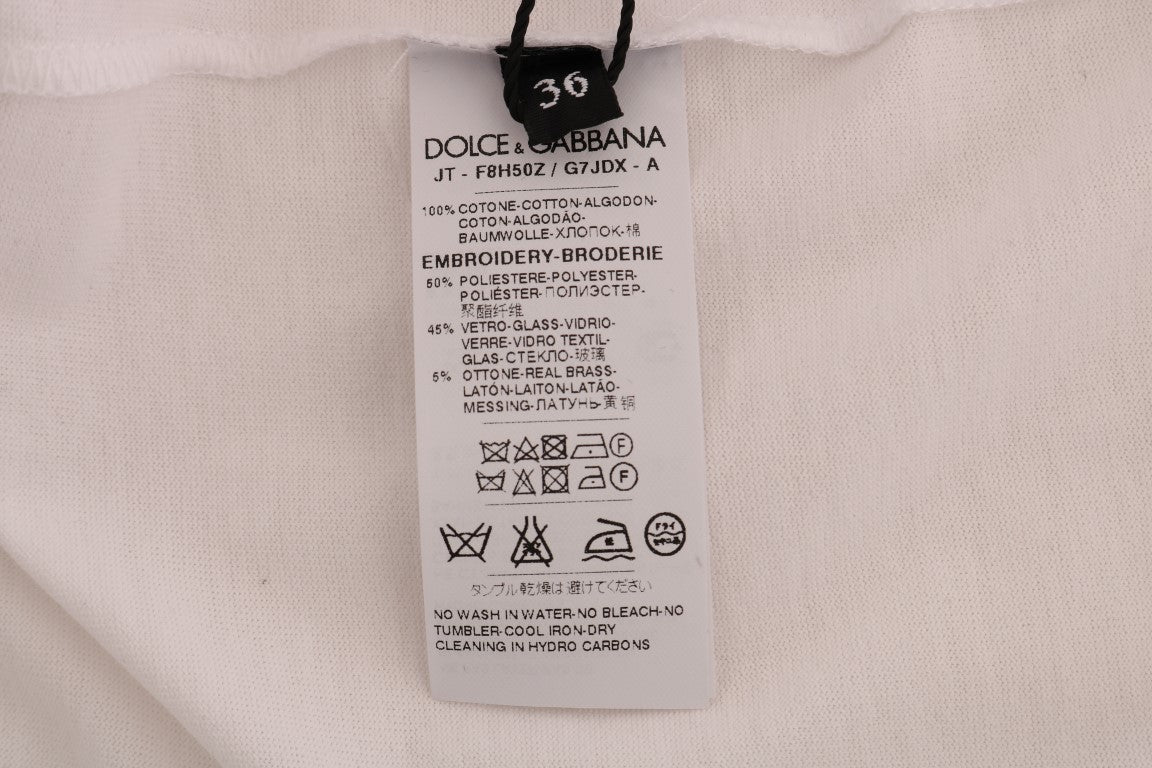 36
DOLCE & GABBANA
JT - F8H50Z / G7JDX - A
100% COTONE-COTTON-ALGODON-
COTON-ALGODÃO-
BAUMWOLLE-ХЛОПОК-棉
EMBROIDERY-BRODERIE
50% POLIESTERE-POLYESTER-
POLIÉSTER-ПОЛИЭСТЕР-
聚酯纤维
45% VETRO-GLASS-VIDRIO-
VERRE-VIDRO TEXTIL-
GLAS-СТЕКЛО-玻璃
5% OTTONE-REAL BRASS-
LATÓN-LAITON-LATÃO-
MESSING-ЛАТУНЬ-黄铜
F
F
ドライ
タンブル乾燥は避けてください
NO WASH IN WATER-NO BLEACH-NO
TUMBLER-COOL IRON-DRY
CLEANING IN HYDRO CARBONS